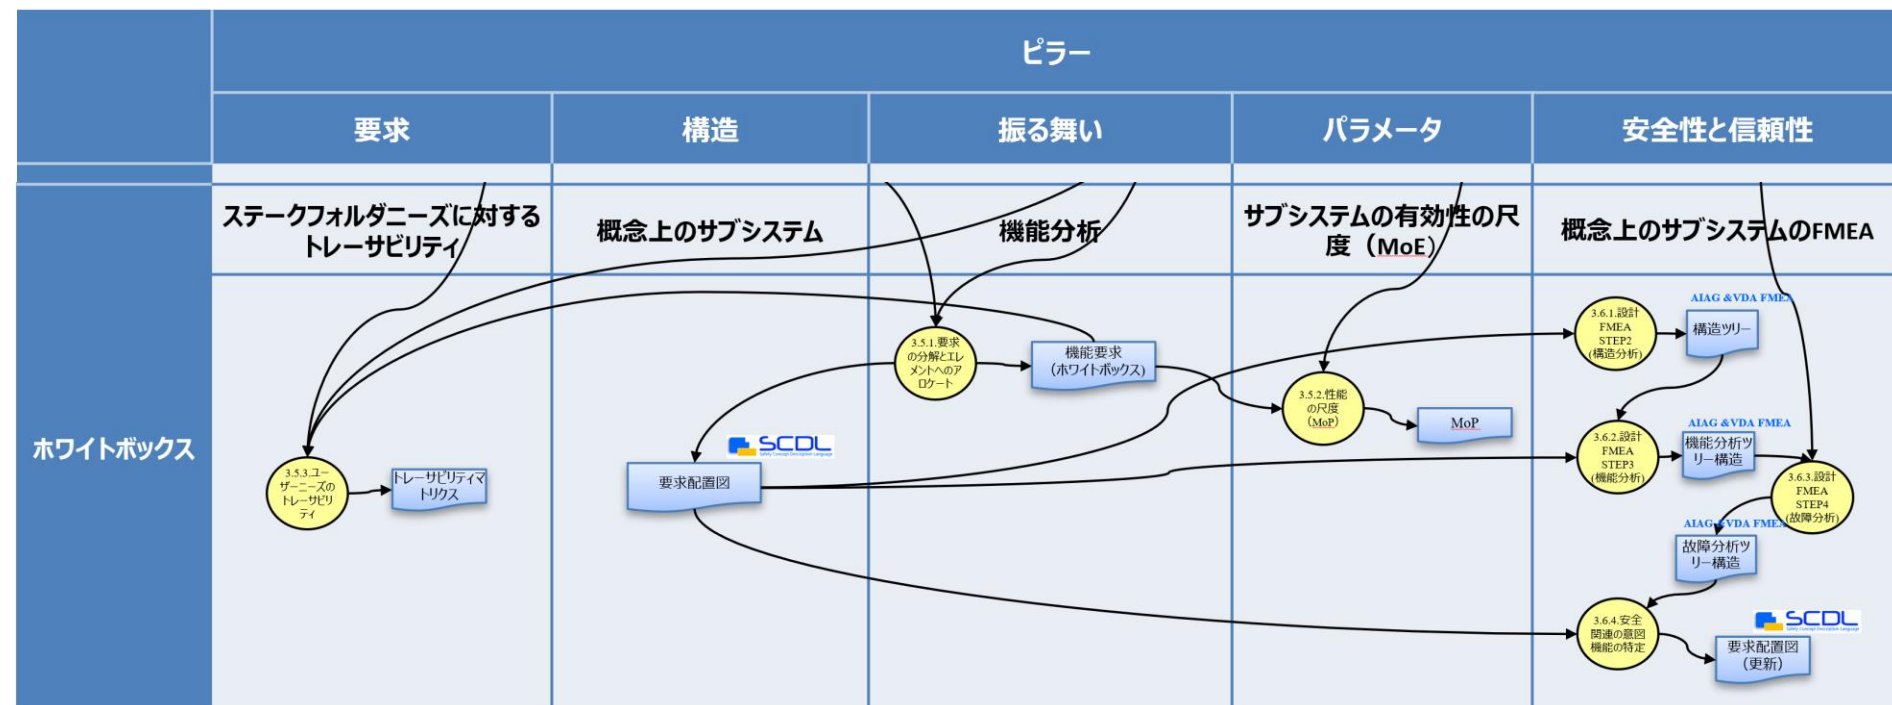 ピラー
要求
構造
振る舞い
パラメータ
安全性と信頼性
ホワイトボックス
ステークフォルダニーズに対する
トレーサビリティ
概念上のサブシステム
機能分析
サブシステムの有効性の尺
度（MoE）
概念上のサブシステムのFMEA
3.5.3.ユー
ザーニーズの
トレーサビリ
ティ
トレーサビリティマ
トリクス
SCDL
Safety Concept Description Language
要求配置図
3.5.1.要求
の分解とエレ
メントへのア
ロケート
機能要求
（ホワイトボックス）
3.5.2.性能
の尺度
（MoP）
MoP
3.6.1.設計
FMEA
STEP2
(構造分析)
AIAG &VDA FMEA
構造ツリー
3.6.2.設計
FMEA
STEP3
(機能分析)
AIAG &VDA FMEA
機能分析ツ
リー構造
3.6.3.設計
FMEA
STEP4
(故障分析)
AIAG &VDA FMEA
故障分析ツ
リー構造
3.6.4.安全
関連の意図
機能の特定
SCDL
Safety Concept Description Language
要求配置図
（更新）